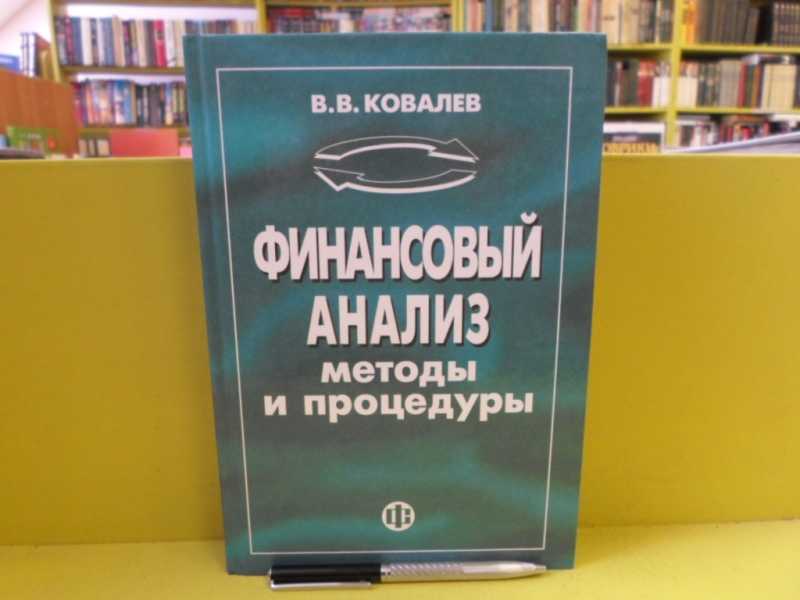 В.В. КОВАЛЕВ
ФИНАНСОВЫЙ
АНАЛИЗ
методы
и процедуры